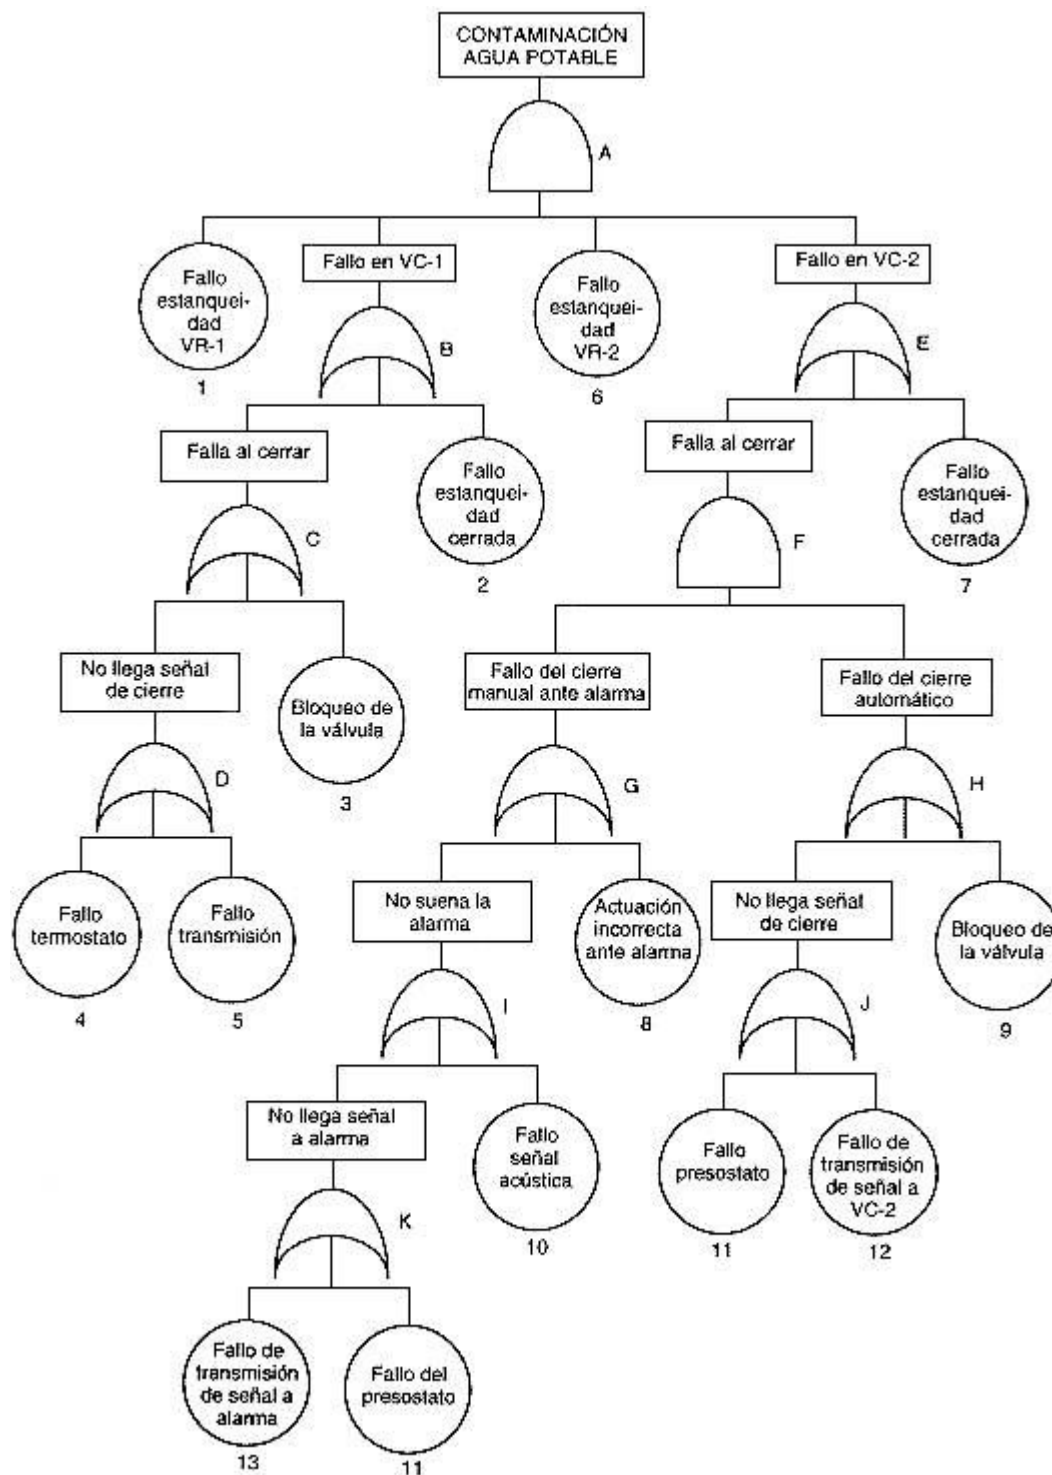 CONTAMINACIÓN
AGUA POTABLE
A
Fallo
estanquei-
dad
VR-1
1
Fallo en VC-1
B
Fallo
estanquei-
dad
VR-2
6
Fallo en VC-2
E
Falla al cerrar
C
Fallo
estanquei-
dad
cerrada
2
Falla al cerrar
F
Fallo
estanquei-
dad
cerrada
7
No llega señal
de cierre
D
Bloqueo de
la válvula
3
Fallo del cierre
manual ante alarma
G
Fallo del cierre
automático
H
Fallo
termostato
4
Fallo
transmisión
5
No suena la
alarma
I
Actuación
incorrecta
ante alarma
8
No llega señal
de cierre
J
Bloqueo de
la válvula
9
No llega señal
a alarma
K
Fallo
señal
acústica
10
Fallo
presostato
11
Fallo de
transmisión
de señal a
VC-2
12
Fallo de
transmisión
de señal a
alarma
13
Fallo del
presostato
11